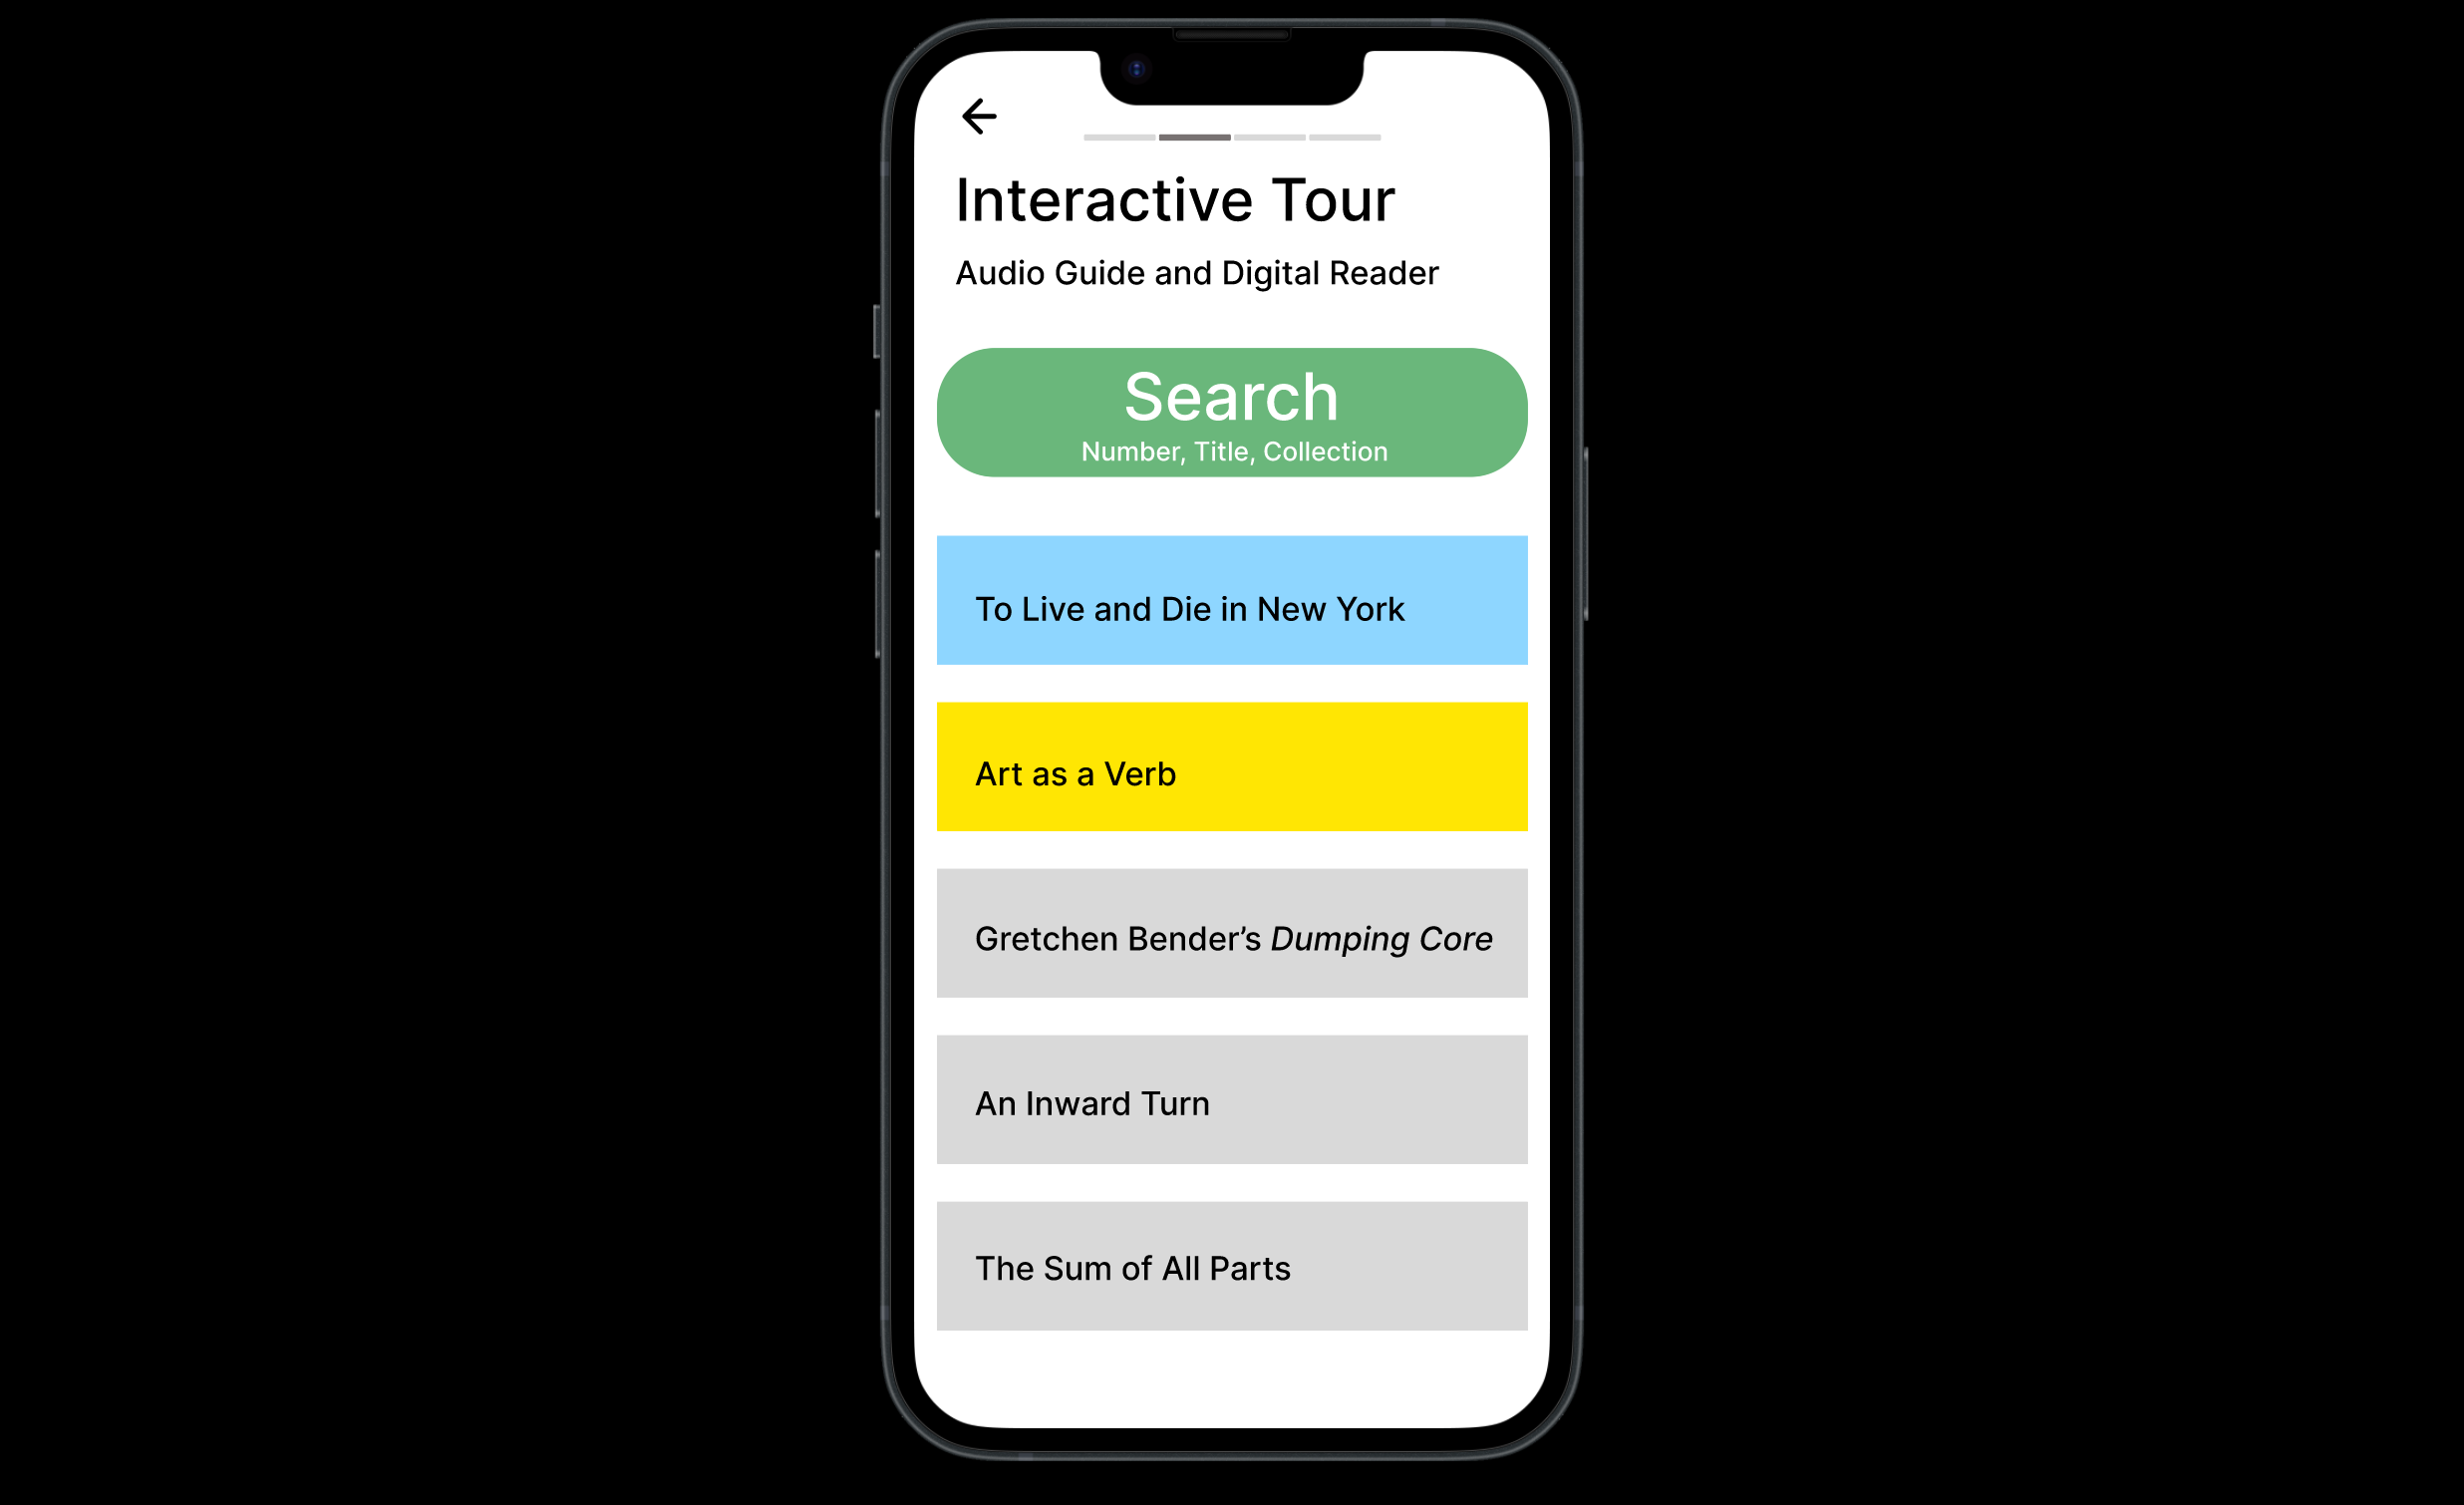 Interactive Tour
Audio Guide and Digital Reader
Search
Number, Title, Collection
To Live and Die in New York
Art as a Verb
Gretchen Bender’s Dumping Core
An Inward Turn
The Sum of All Parts